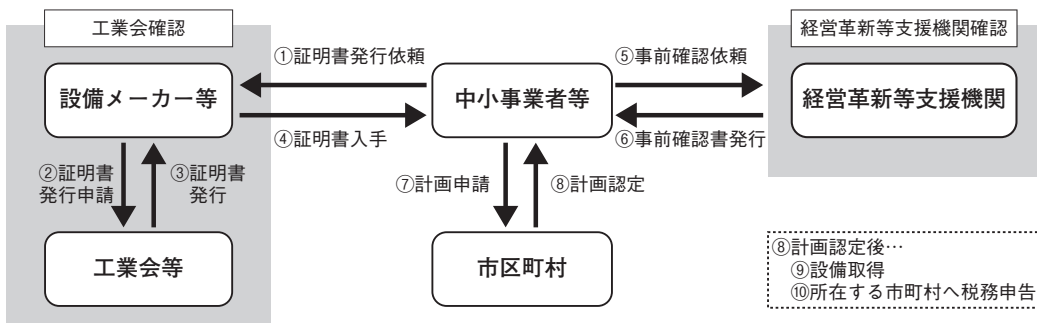 工業会確認
経営革新等支援機関確認
①証明書発行依頼
⑤事前確認依頼
設備メーカー等
中小事業者等
経営革新等支援機関
④証明書入手
⑥事前確認書発行
②証明書
発行申請
③証明書
発行
⑦計画申請
⑧計画認定
工業会等
市区町村
⑧計画認定後…
⑨設備取得
⑩所在する市町村へ税務申告